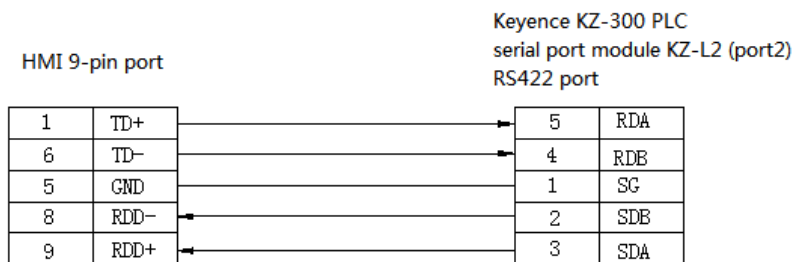 Keyence KZ-300 PLC
serial port module KZ-L2 (port2)
RS422 port
HMI 9-pin port
1 TD+ 5 RDA
6 TD- 4 RDB
5 GND 1 SG
8 RDD- 2 SDB
9 RDD+ 3 SDA